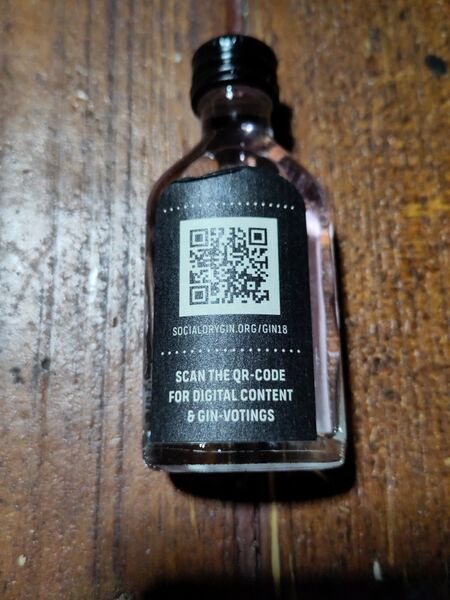 SOCIALDRYGIN.ORG/GIN18
SCAN THE QR-CODE
FOR DIGITAL CONTENT
& GIN-VOTINGS